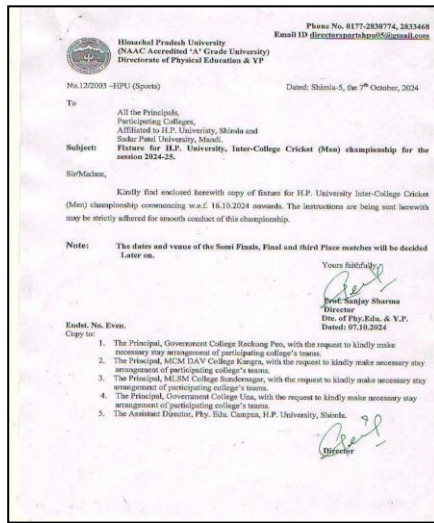 Phone No. 0177-2830774, 2833468
Email ID directorsportshpu05@gmail.com
Himachal Pradesh University
(NAAC Accredited 'A' Grade University)
Directorate of Physical Education & YP
No.12/2003 –HPU (Sports) Dated: Shimla-5, the 7th October, 2024
To
All the Principals,
Participating Colleges,
Affiliated to H.P. Univeristy, Shimla and
Sadar Patel University, Mandi.
Subject: Fixture for H.P. University, Inter-College Cricket (Men) championship for the
session 2024-25.
Sir/Madam,
Kindly find enclosed herewith copy of fixture for H.P. University Inter-College Cricket
(Men) championship commencing w.e.f. 16.10.2024 onwards. The instructions are being sent herewith
may be strictly adhered for smooth conduct of this championship.
Note: The dates and venue of the Semi Finals, Final and third Place matches will be decided
Later on.
Yours faithfully,
Prof. Sanjay Sharma
Director
Dte. of Phy.Edu. & Y.P.
Endst. No. Even. Dated: 07.10.2024
Copy to:
1. The Principal, Government College Reckong Peo, with the request to kindly make
necessary stay arrangement of participating college's teams.
2. The Principal, MCM DAV College Kangra, with the request to kindly make necessary stay
arrangement of participating college's teams.
3. The Principal, MLSM College Sundernagar, with the request to kindly make necessary stay
arrangement of participating college's teams.
4. The Principal, Government College Una, with the request to kindly make necessary stay
arrangement of participating college's teams.
5. The Assistant Director, Phy. Edu. Campus, H.P. University, Shimla.
Director